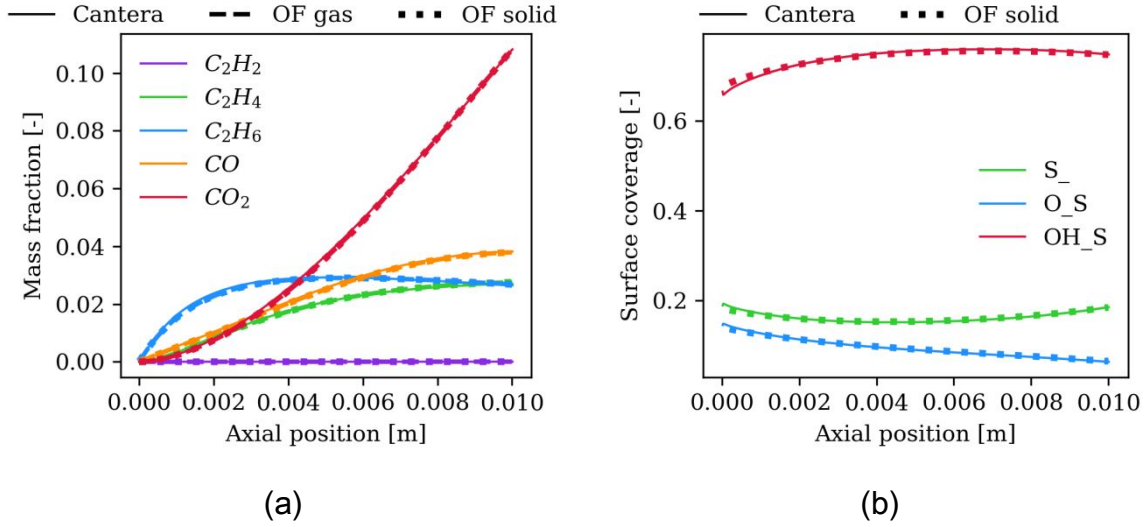 Cantera OF gas OF solid
C₂H₂
C₂H₄
C₂H₆
CO
CO₂
0.10
0.08
0.06
0.04
0.02
0.00
Mass fraction [-]
0.000 0.002 0.004 0.006 0.008 0.010
Axial position [m]
(a)
Cantera OF solid
S_
O_S
OH_S
0.6
0.4
0.2
Surface coverage [-]
0.000 0.002 0.004 0.006 0.008 0.010
Axial position [m]
(b)